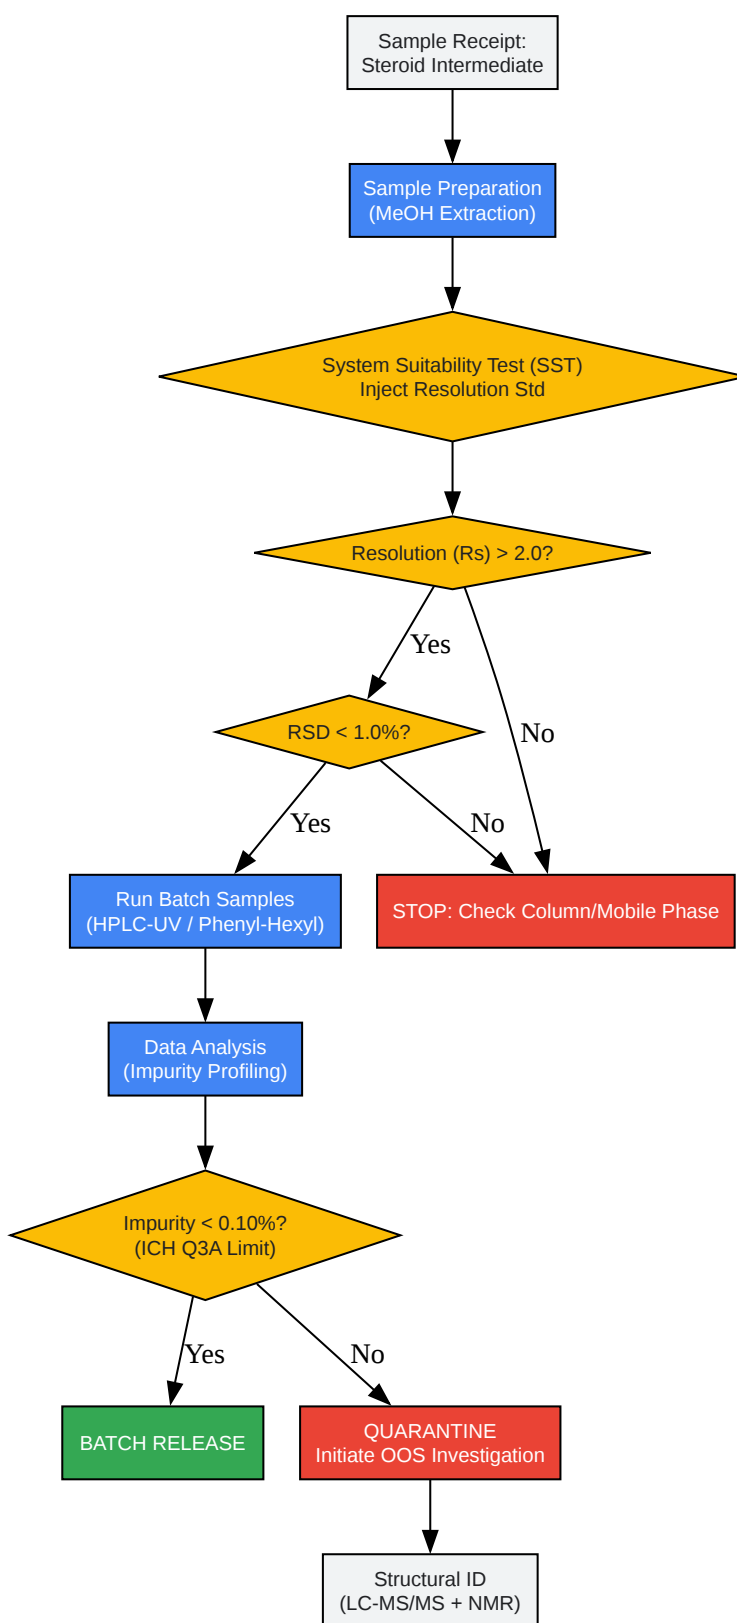 Sample Receipt:
Steroid Intermediate
Sample Preparation
(MeOH Extraction)
System Suitability Test (SST)
Inject Resolution Std
Resolution (Rs) > 2.0?
Yes
No
RSD < 1.0%?
Yes
No
Run Batch Samples
(HPLC-UV / Phenyl-Hexyl)
STOP: Check Column/Mobile Phase
Data Analysis
(Impurity Profiling)
Impurity < 0.10%?
(ICH Q3A Limit)
Yes
No
BATCH RELEASE
QUARANTINE
Initiate OOS Investigation
Structural ID
(LC-MS/MS + NMR)